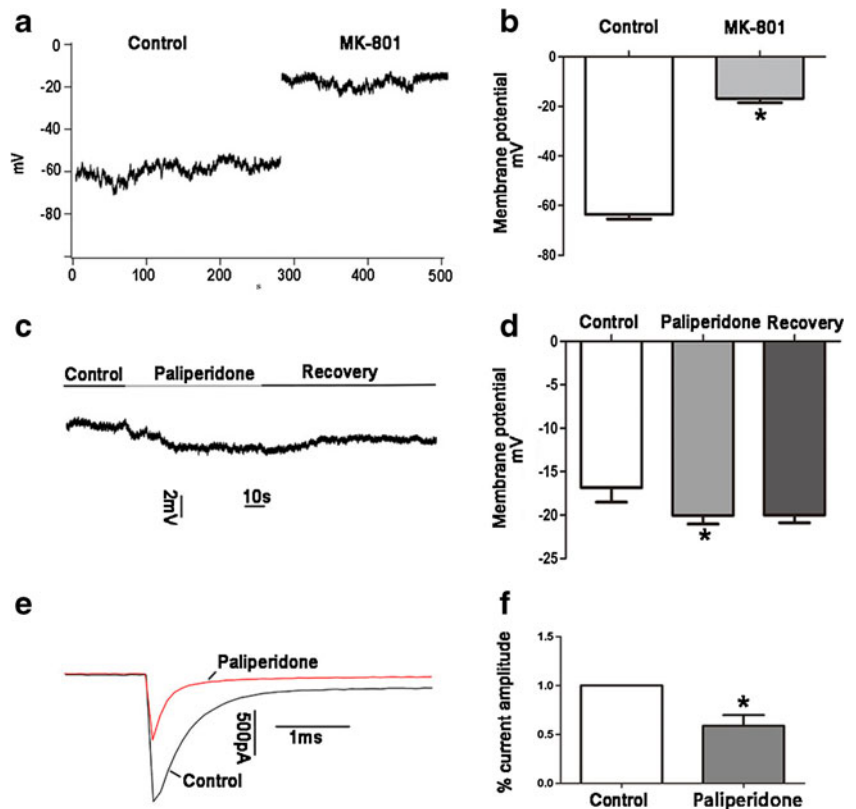 a
Control
MK-801
0
-20
-40
-60
-80
mV
0
100
200
300
400
500
s
b
Control
MK-801
0
-20
-40
-60
-80
Membrane potential
mV
*
c
Control
Paliperidone
Recovery
2mV
10s
d
Control
Paliperidone
Recovery
0
-5
-10
-15
-20
-25
Membrane potential
mV
*
e
Paliperidone
Control
500pA
1ms
f
1.5
1.0
0.5
0.0
% current amplitude
*
Control
Paliperidone